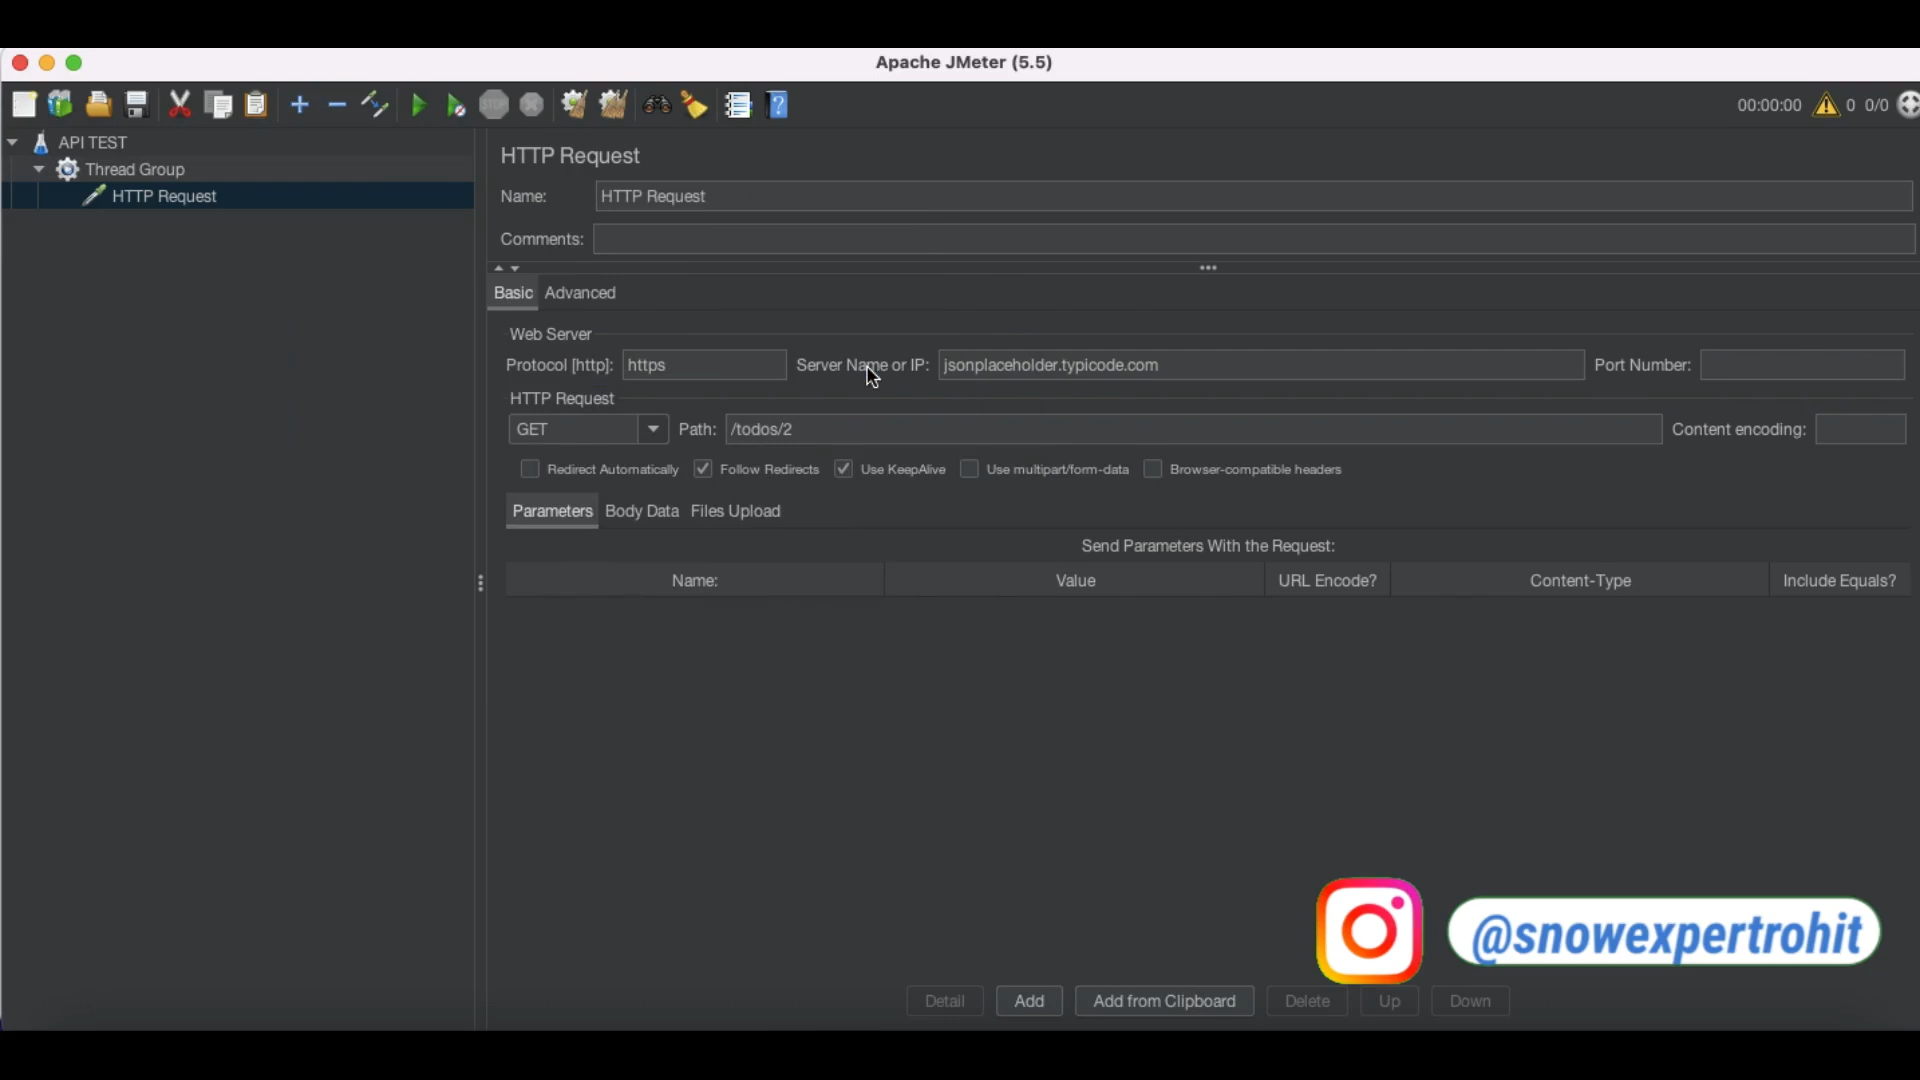 Apache JMeter (5.5)
STOP
00:00:00 0 0/0
API TEST
Thread Group
HTTP Request
HTTP Request
Name: HTTP Request
Comments:
Basic Advanced
Web Server
Protocol [http]: https Server Name or IP: jsonplaceholder.typicode.com Port Number:
HTTP Request
GET Path: /todos/2 Content encoding:
Redirect Automatically Follow Redirects Use KeepAlive Use multipart/form-data Browser-compatible headers
Parameters Body Data Files Upload
Send Parameters With the Request:
Name: Value URL Encode? Content-Type Include Equals?
@snowexpertrohit
Detail Add Add from Clipboard Delete Up Down